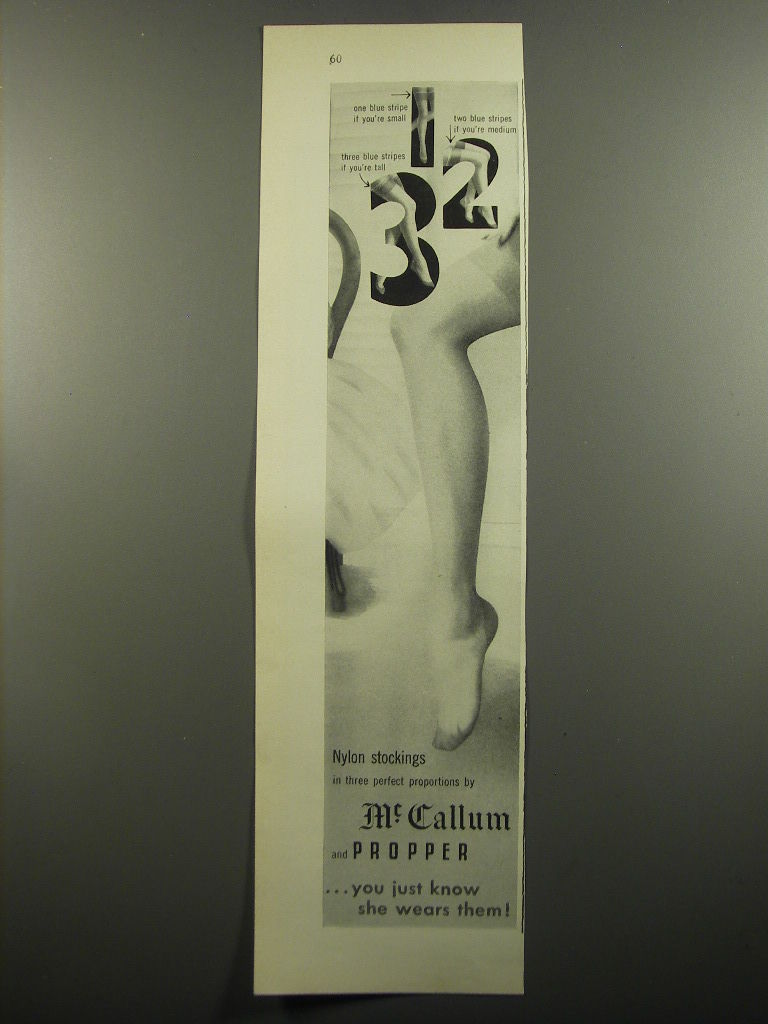 60
one blue stripe
if you're small
1
two blue stripes
if you're medium
2
three blue stripes
if you're tall
3
Nylon stockings
in three perfect proportions by
McCallum
and PROPPER
...you just know
she wears them!